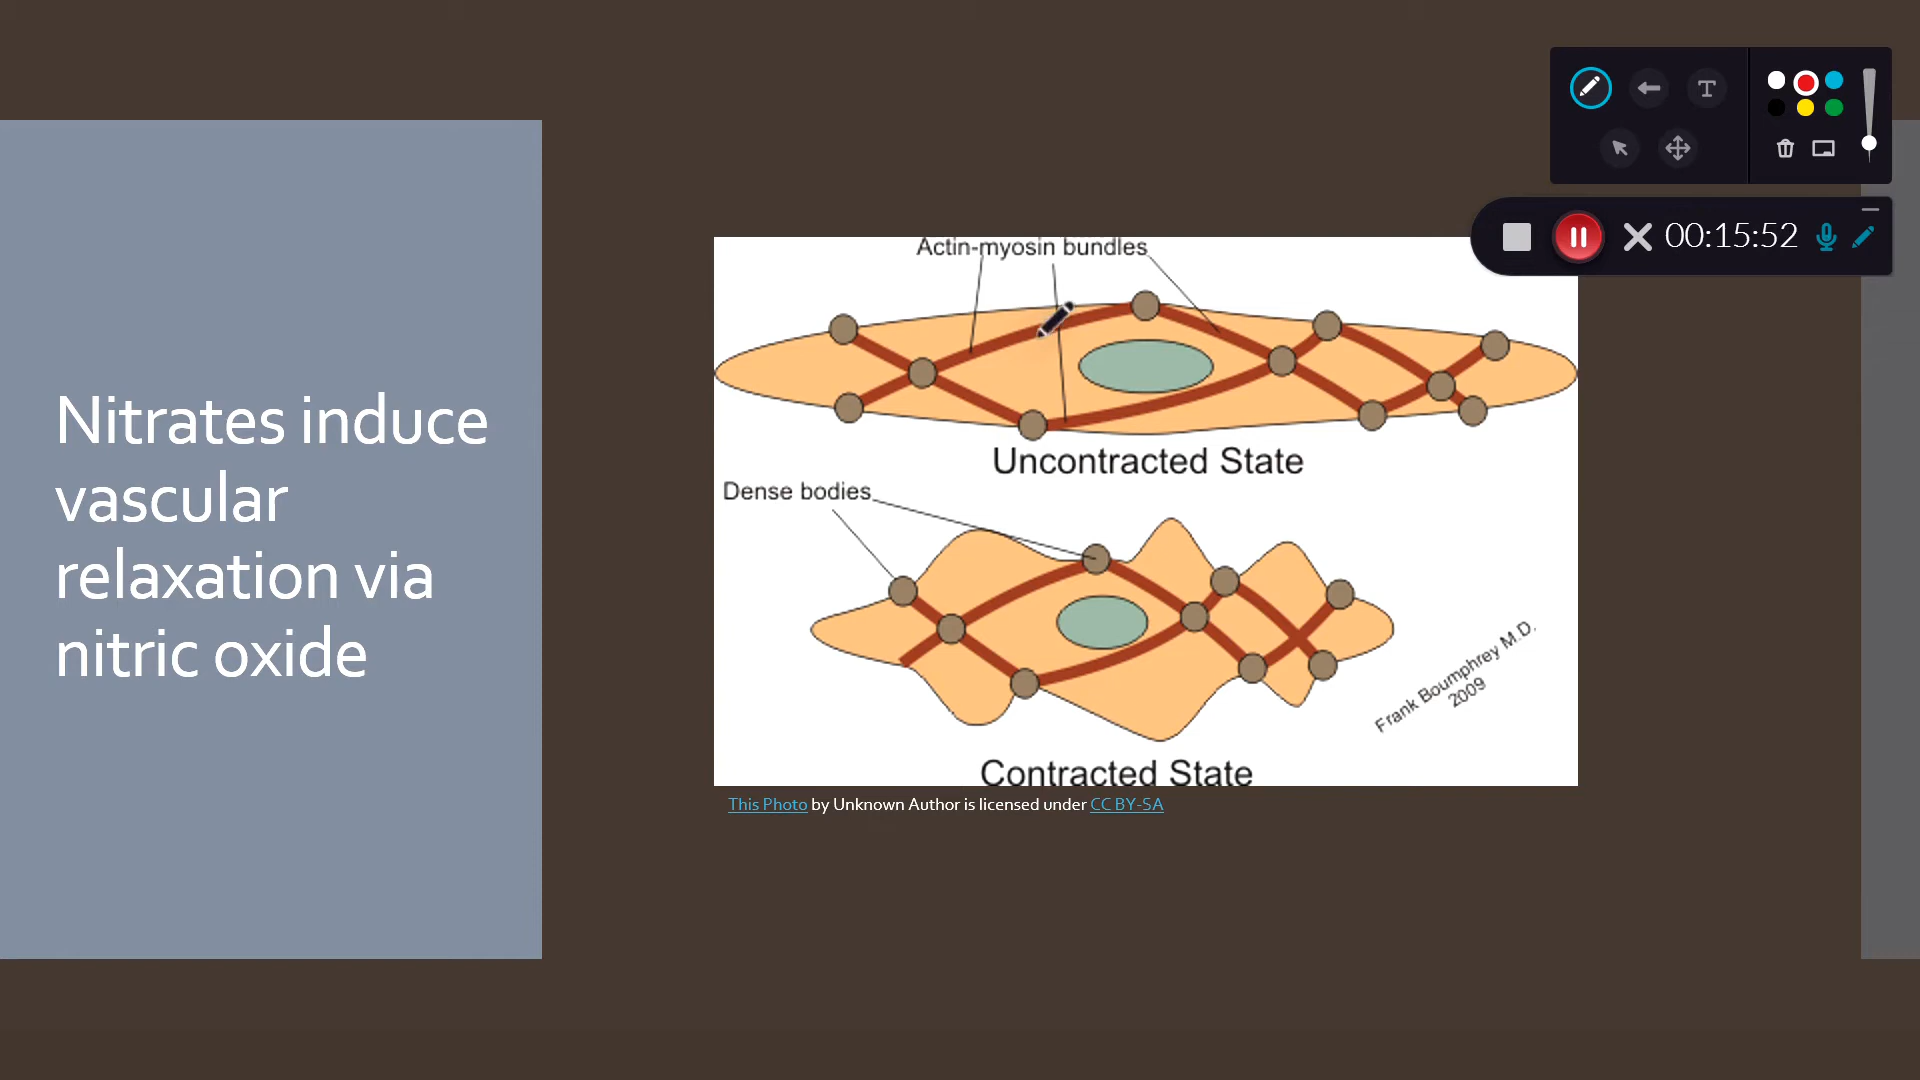 Nitrates induce
vascular
relaxation via
nitric oxide
Actin-myosin bundles
Uncontracted State
Dense bodies
Frank Boumphrey M.D.
2009
Contracted State
This Photo by Unknown Author is licensed under CC BY-SA
T
00:15:52